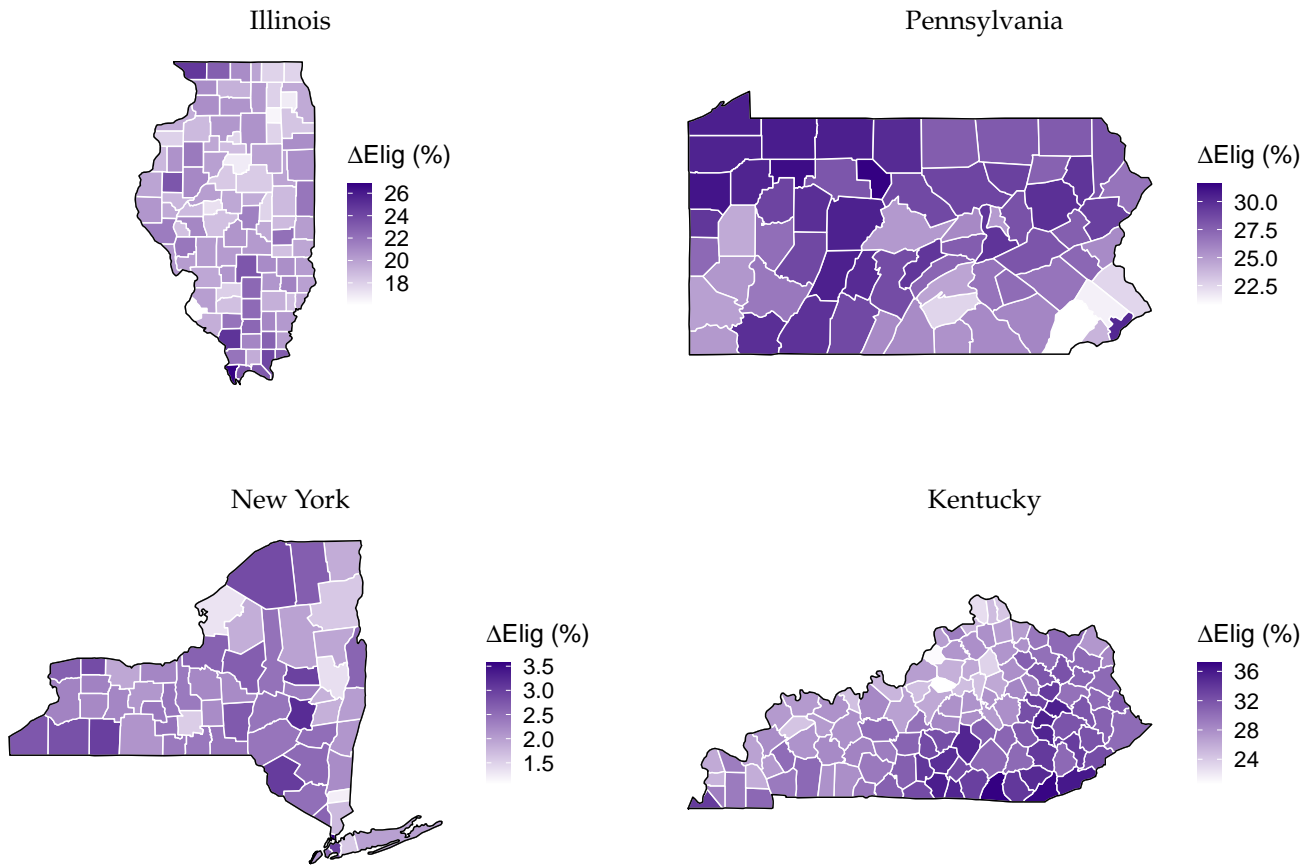 Illinois
ΔElig (%)
26
24
22
20
18
Pennsylvania
ΔElig (%)
30.0
27.5
25.0
22.5
New York
ΔElig (%)
3.5
3.0
2.5
2.0
1.5
Kentucky
ΔElig (%)
36
32
28
24